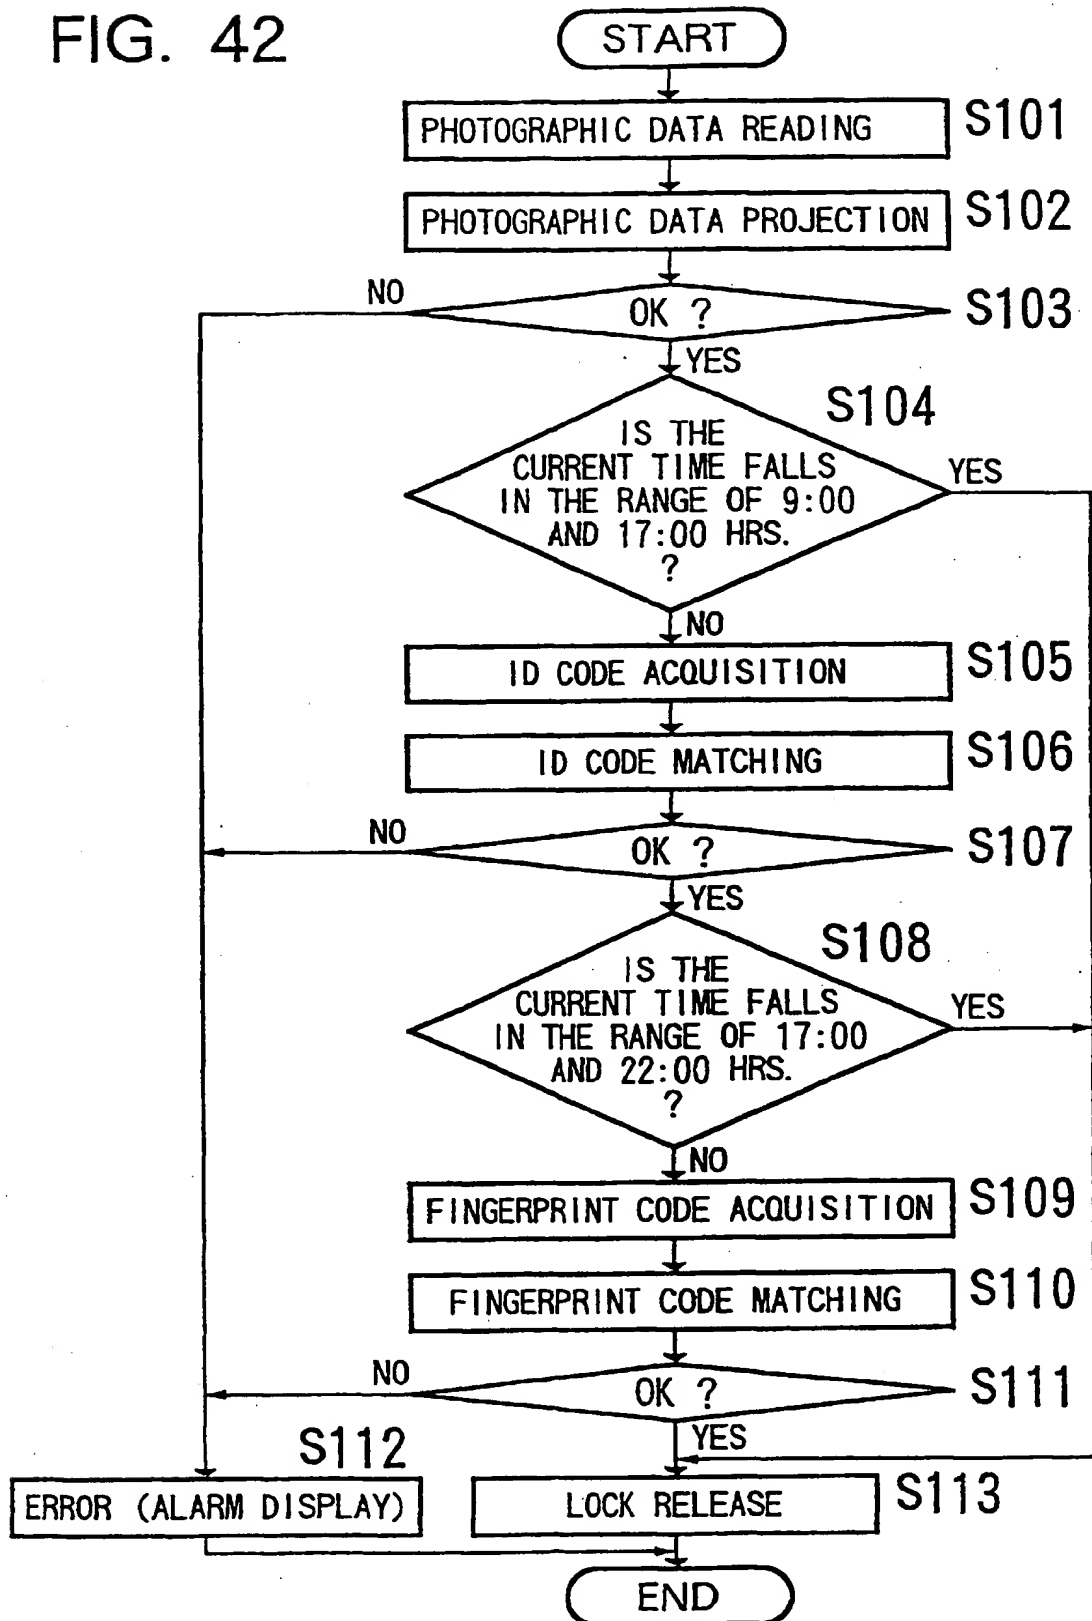 FIG. 42
START
PHOTOGRAPHIC DATA READING
S101
PHOTOGRAPHIC DATA PROJECTION
S102
NO
OK ?
S103
YES
S104
IS THE
CURRENT TIME FALLS
IN THE RANGE OF 9:00
AND 17:00 HRS.
?
YES
NO
ID CODE ACQUISITION
S105
ID CODE MATCHING
S106
NO
OK ?
S107
YES
S108
IS THE
CURRENT TIME FALLS
IN THE RANGE OF 17:00
AND 22:00 HRS.
?
YES
NO
FINGERPRINT CODE ACQUISITION
S109
FINGERPRINT CODE MATCHING
S110
NO
OK ?
S111
YES
S112
ERROR (ALARM DISPLAY)
LOCK RELEASE
S113
END